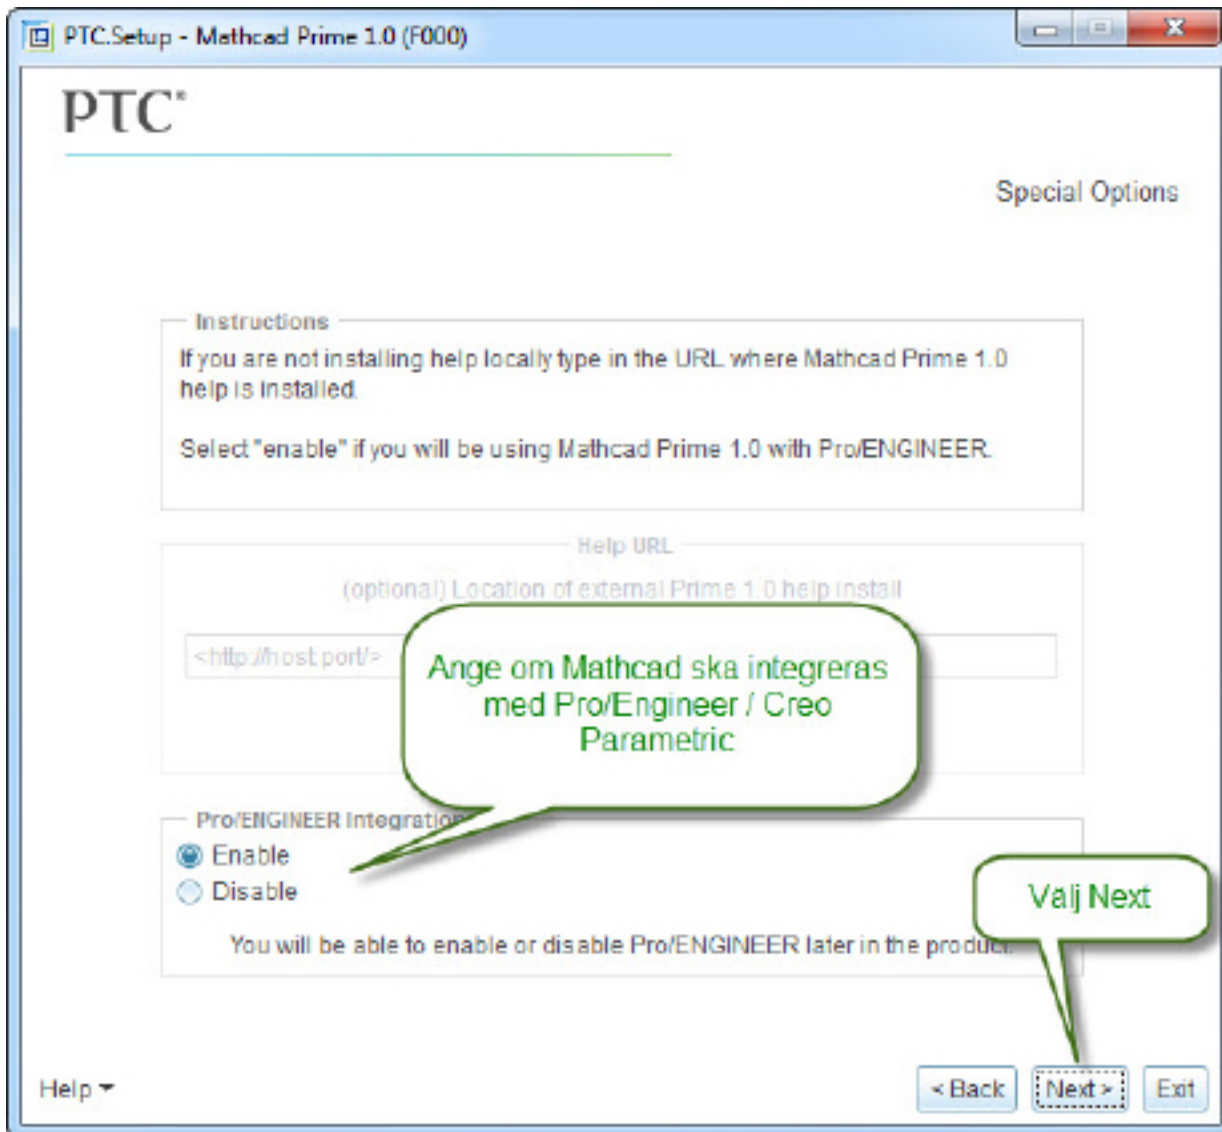 PTC.Setup - Mathcad Prime 1.0 (F000)
PTC®
Special Options
Instructions
If you are not installing help locally type in the URL where Mathcad Prime 1.0
help is installed.
Select "enable" if you will be using Mathcad Prime 1.0 with Pro/ENGINEER.
Help URL
(optional) Location of external Prime 1.0 help install
<http://host:port/>
Ange om Mathcad ska integreras
med Pro/Engineer / Creo
Parametric
Pro/ENGINEER Integration
Enable
Disable
You will be able to enable or disable Pro/ENGINEER later in the product.
Välj Next
Help
< Back
Next >
Exit